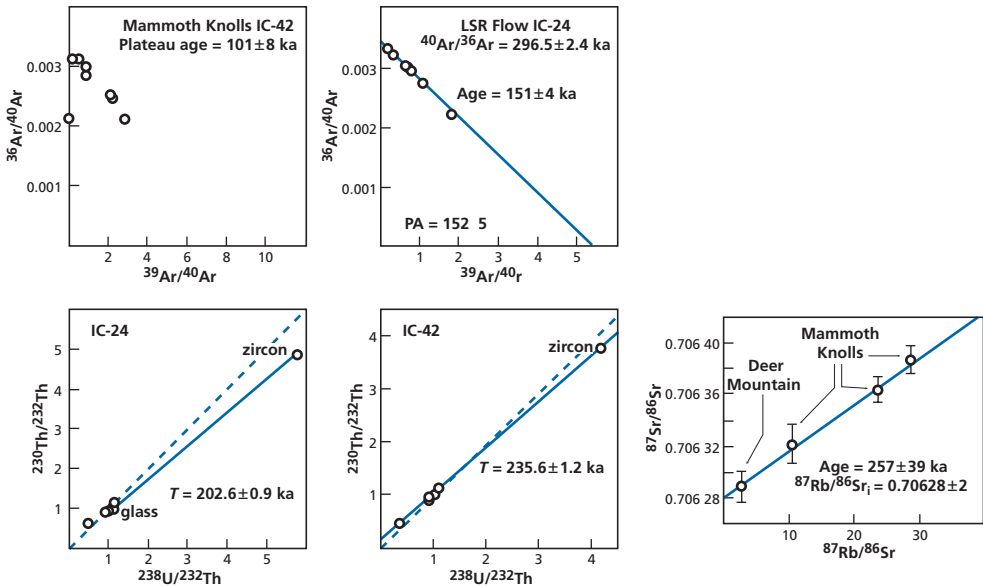 Mammoth Knolls IC-42
Plateau age = 101±8 ka
0.003
0.002
0.001
36Ar/40Ar
2 4 6 8 10
39Ar/40Ar
LSR Flow IC-24
40Ar/36Ar = 296.5±2.4 ka
Age = 151±4 ka
PA = 152 5
0.003
0.002
0.001
36Ar/40Ar
1 2 3 4 5
39Ar/40r
IC-24
zircon
T = 202.6±0.9 ka
glass
5
4
3
2
1
230Th/232Th
1 2 3 4 5
238U/232Th
IC-42
zircon
T = 235.6±1.2 ka
4
3
2
1
230Th/232Th
1 2 3 4
238U/232Th
Mammoth
Knolls
Deer
Mountain
Age = 257±39 ka
87Rb/86Sri = 0.70628±2
0.706 40
0.706 36
0.706 32
0.706 28
87Sr/86Sr
10 20 30
87Rb/86Sr